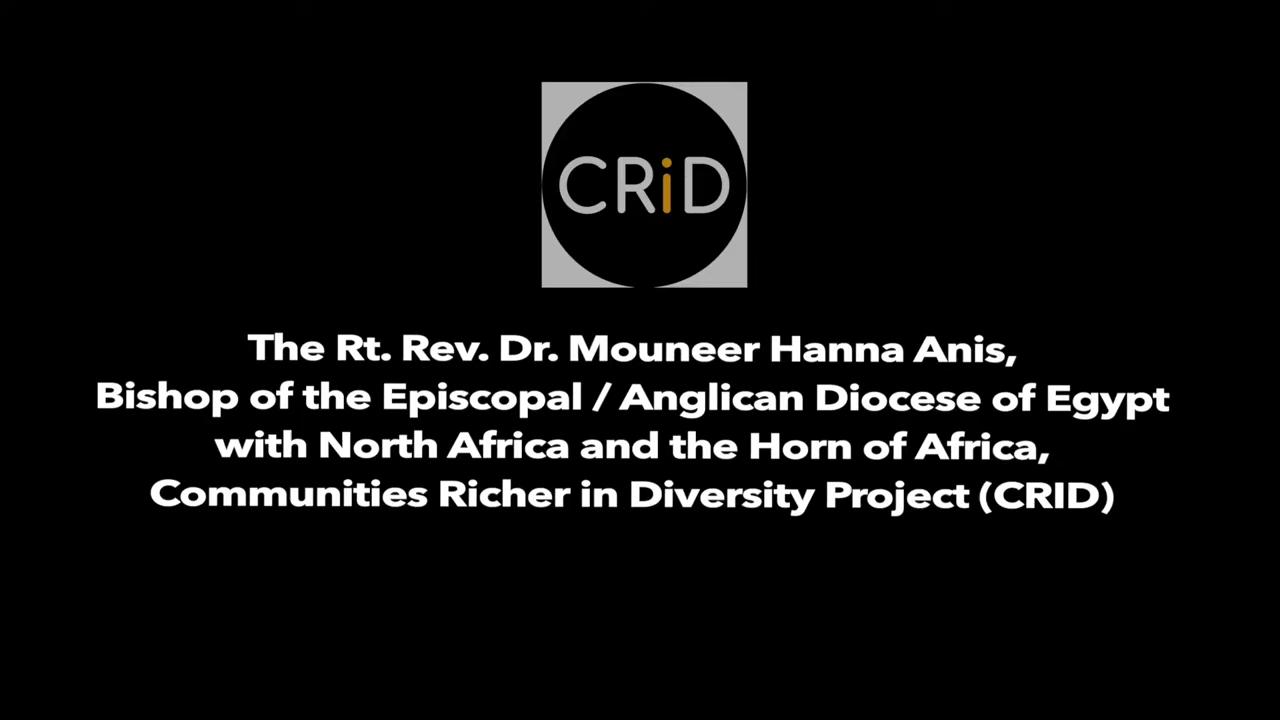 CRiD
The Rt. Rev. Dr. Mouneer Hanna Anis,
Bishop of the Episcopal / Anglican Diocese of Egypt
with North Africa and the Horn of Africa,
Communities Richer in Diversity Project (CRID)